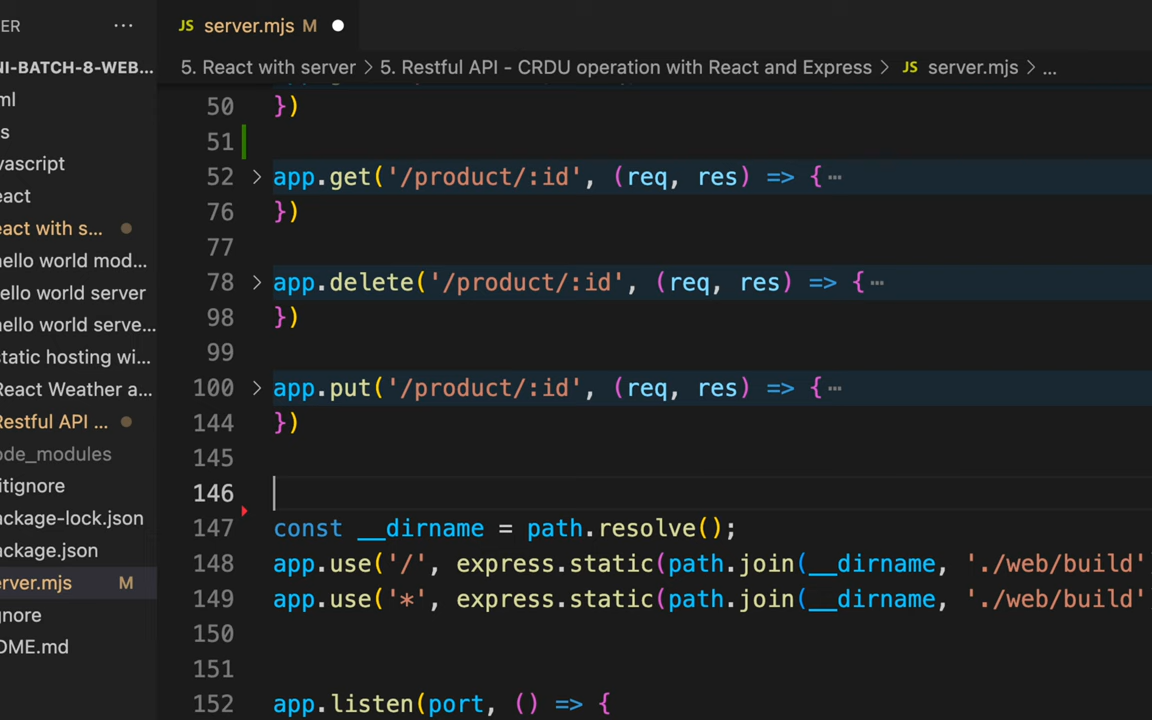 ER ...
JS server.mjs M
NI-BATCH-8-WEB...
5. React with server > 5. Restful API - CRDU operation with React and Express > JS server.mjs > ...
ml
s
vascript
eact
eact with s...
ello world mod...
ello world server
ello world serve...
tatic hosting wi...
React Weather a...
Restful API ...
ode_modules
itignore
ackage-lock.json
ackage.json
erver.mjs M
gnore
OME.md
50 })
51
52 > app.get('/product/:id', (req, res) => {...
76 })
77
78 > app.delete('/product/:id', (req, res) => {...
98 })
99
100 > app.put('/product/:id', (req, res) => {...
144 })
145
146
147 const __dirname = path.resolve();
148 app.use('/', express.static(path.join(__dirname, './web/build'
149 app.use('*', express.static(path.join(__dirname, './web/build'
150
151
152 app.listen(port, () => {